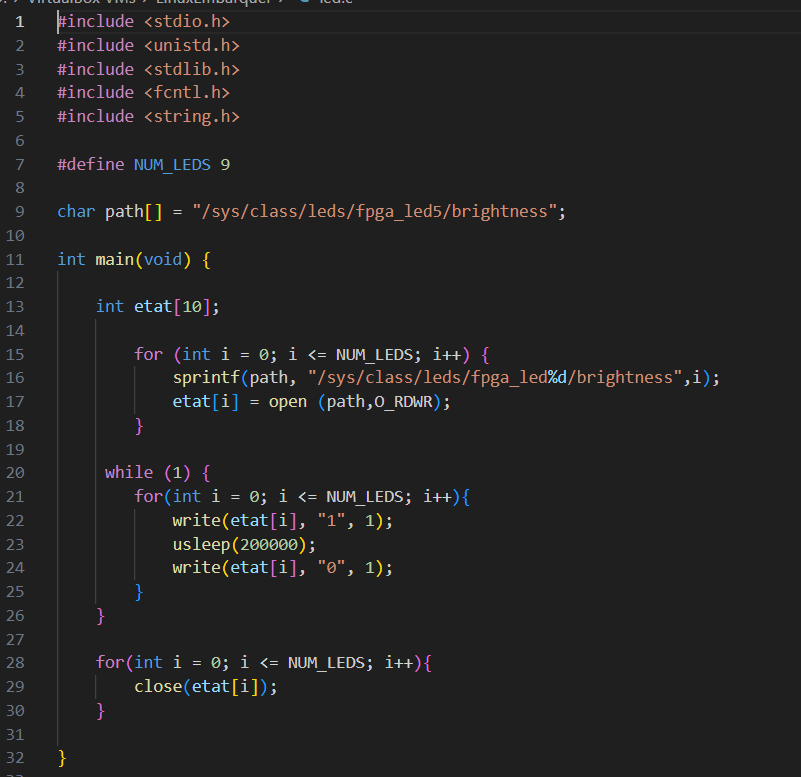 VirtualBox VMs > LinuxEmbarquer > C led.c
1 #include <stdio.h>
2 #include <unistd.h>
3 #include <stdlib.h>
4 #include <fcntl.h>
5 #include <string.h>
6
7 #define NUM_LEDS 9
8
9 char path[] = "/sys/class/leds/fpga_led5/brightness";
10
11 int main(void) {
12
13     int etat[10];
14
15         for (int i = 0; i <= NUM_LEDS; i++) {
16             sprintf(path, "/sys/class/leds/fpga_led%d/brightness",i);
17             etat[i] = open (path,O_RDWR);
18         }
19
20      while (1) {
21         for(int i = 0; i <= NUM_LEDS; i++){
22             write(etat[i], "1", 1);
23             usleep(200000);
24             write(etat[i], "0", 1);
25         }
26     }
27
28     for(int i = 0; i <= NUM_LEDS; i++){
29         close(etat[i]);
30     }
31
32 }
33